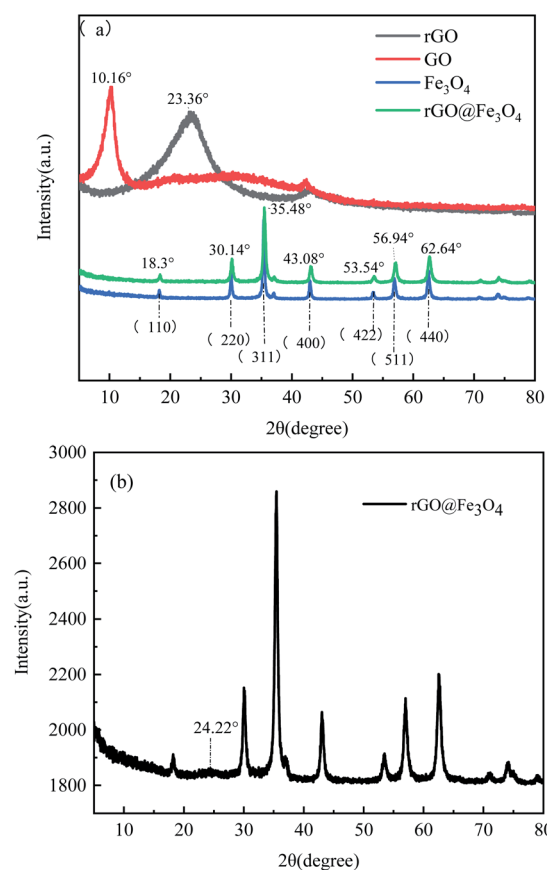 ( a)
rGO
GO
Fe₃O₄
rGO@Fe₃O₄
10.16°
23.36°
35.48°
18.3°
30.14°
43.08°
53.54°
56.94°
62.64°
( 110)
( 220)
( 311)
( 400)
( 422)
( 511)
( 440)
Intensity(a.u.)
10 20 30 40 50 60 70 80
2θ(degree)
(b)
rGO@Fe₃O₄
3000
2800
2600
2400
2200
2000
1800
24.22°
Intensity(a.u.)
10 20 30 40 50 60 70 80
2θ(degree)